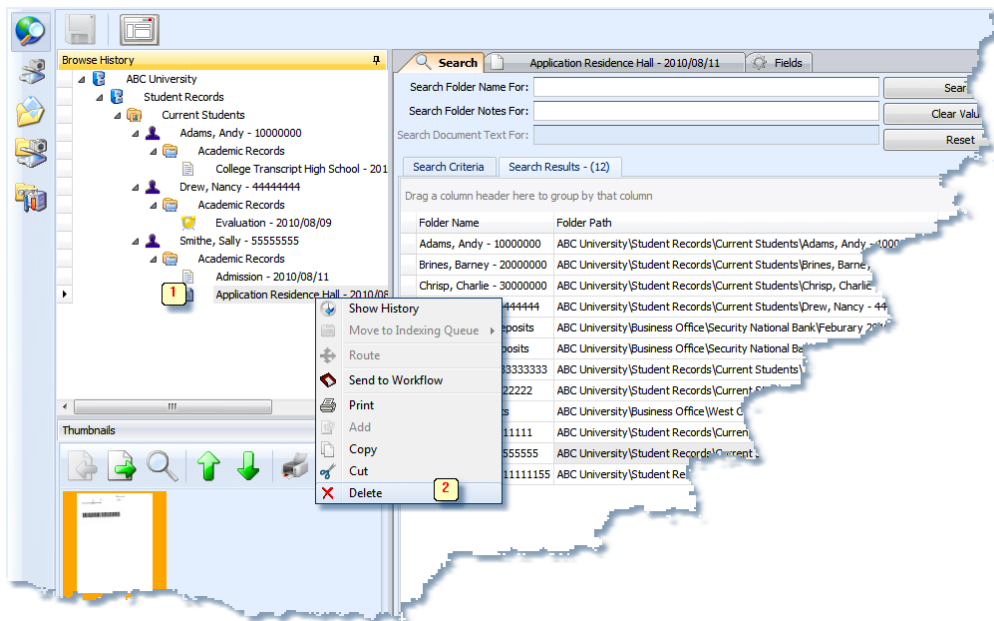 Browse History
ABC University
Student Records
Current Students
Adams, Andy - 10000000
Academic Records
College Transcript High School - 201
Drew, Nancy - 44444444
Academic Records
Evaluation - 2010/08/09
Smithe, Sally - 55555555
Academic Records
Admission - 2010/08/11
1
Application Residence Hall - 2010/08
Show History
Move to Indexing Queue
Route
Send to Workflow
Print
Add
Copy
Cut
Delete
2
Thumbnails
Search
Application Residence Hall - 2010/08/11
Fields
Search Folder Name For:
Sear
Search Folder Notes For:
Clear Valu
Search Document Text For:
Reset
Search Criteria
Search Results - (12)
Drag a column header here to group by that column
Folder Name Folder Path
Adams, Andy - 10000000 ABC University\Student Records\Current Students\Adams, Andy - 1000
Brines, Barney - 20000000 ABC University\Student Records\Current Students\Brines, Barne
Chrisp, Charlie - 30000000 ABC University\Student Records\Current Students\Chrisp, Charlie
444444 ABC University\Student Records\Current Students\Drew, Nancy - 44
eposits ABC University\Business Office\Security National Bank\Feburary
posits ABC University\Business Office\Security National
33333333 ABC University\Student Records\Current Students\
22222 ABC University\Student Records\Current
ts ABC University\Business Office\West
11111 ABC University\Student Records\Curren
555555 ABC University\Student Records\Current
11111155 ABC University\Student Re